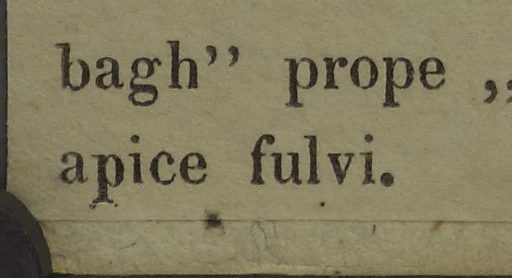 bagh” prope „
apice fulvi.